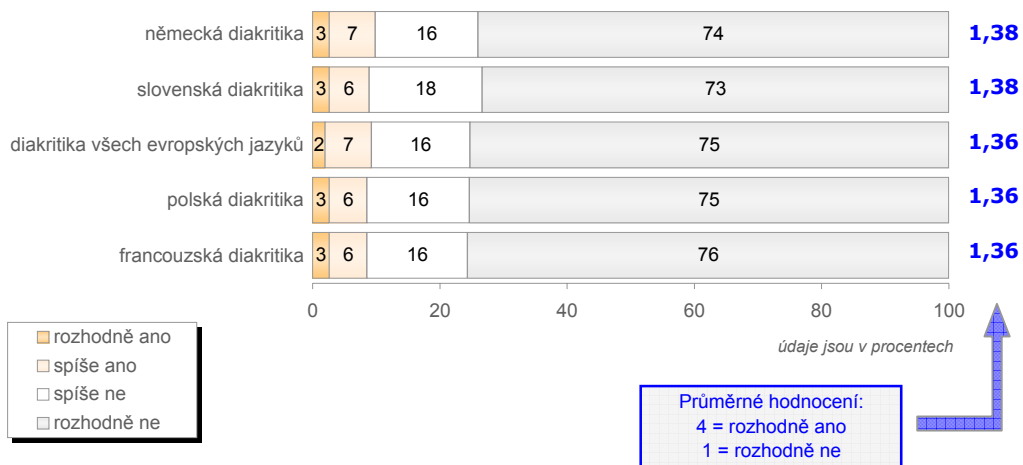 německá diakritika 3 7 16 74 1,38
slovenská diakritika 3 6 18 73 1,38
diakritika všech evropských jazyků 2 7 16 75 1,36
polská diakritika 3 6 16 75 1,36
francouzská diakritika 3 6 16 76 1,36
0 20 40 60 80 100
údaje jsou v procentech
rozhodně ano
spíše ano
spíše ne
rozhodně ne
Průměrné hodnocení:
4 = rozhodně ano
1 = rozhodně ne